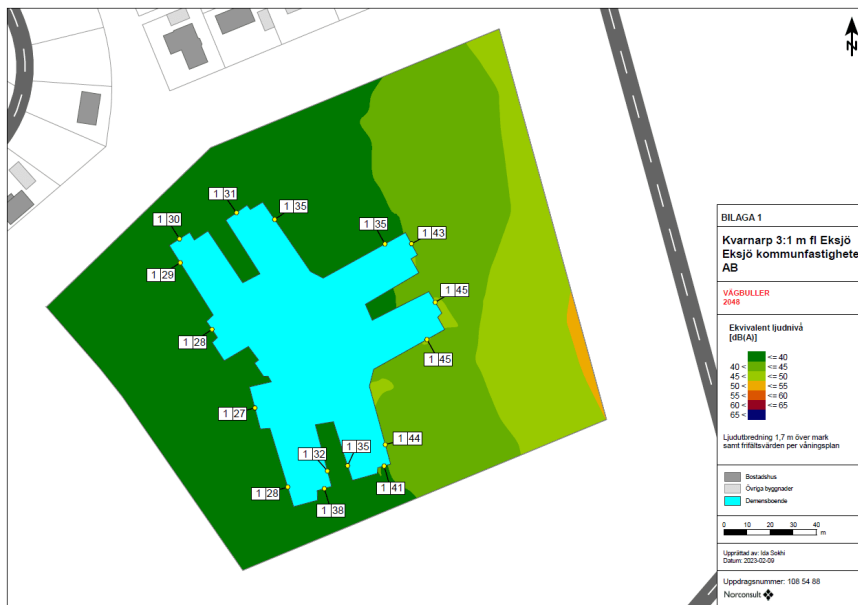 N
1 31
1 35
1 30
1 35
1 43
1 29
1 45
1 28
1 45
1 27
1 44
1 32
1 35
1 41
1 28
1 38
BILAGA 1
Kvarnarp 3:1 m fl Eksjö
Eksjö kommunfastighete
AB
VÄGBULLER
2048
Ekvivalent ljudnivå
[dB(A)]
<= 40
40 < <= 45
45 < <= 50
50 < <= 55
55 < <= 60
60 < <= 65
65 <
Ljudutbredning 1,7 m över mark
samt frifältsvärden per våningsplan
Bostadshus
Övriga byggnader
Demensboende
0 10 20 30 40
m
Upprättad av: Ida Sokhi
Datum: 2023-02-09
Uppdragsnummer: 108 54 88
Norconsult